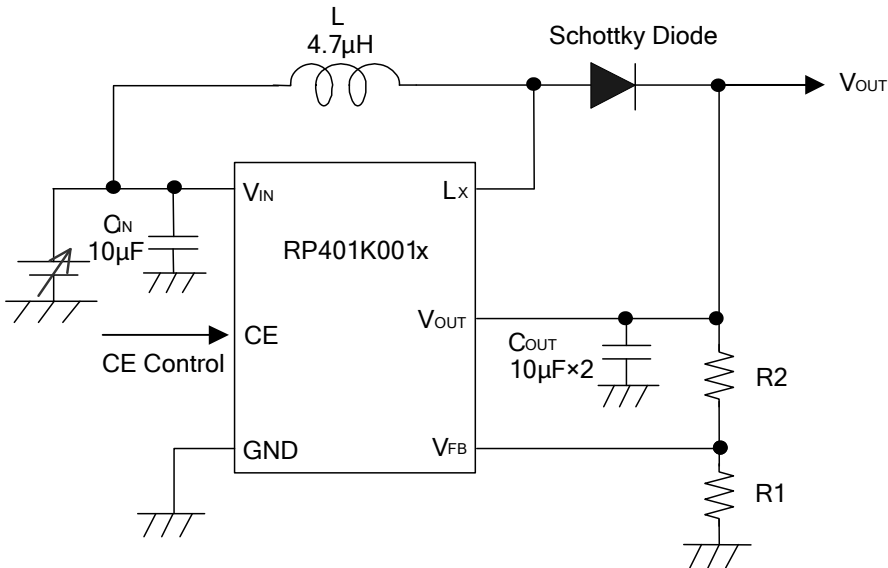 L
4.7µH
Schottky Diode
VOUT
VIN
LX
CIN
10µF
RP401K001x
CE
CE Control
VOUT
COUT
10µF×2
R2
GND
VFB
R1